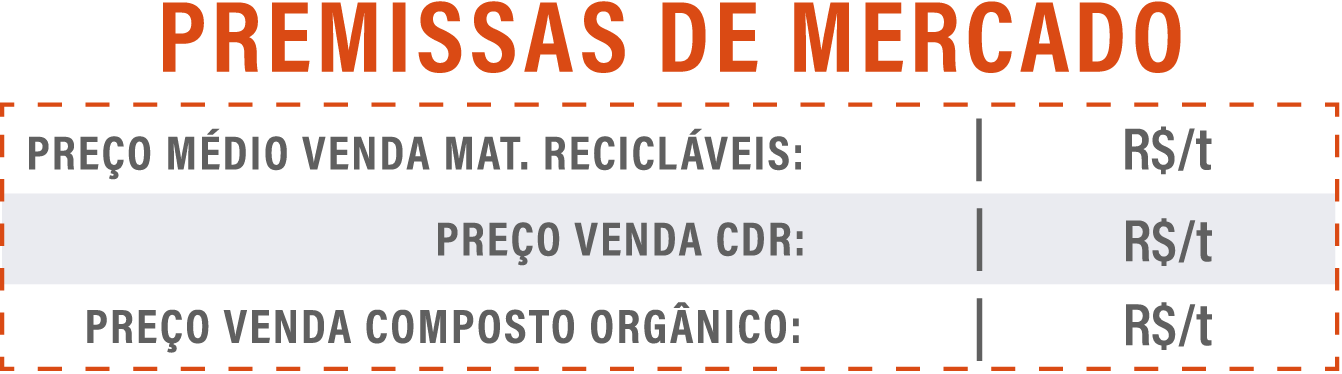 PREMISSAS DE MERCADO
PREÇO MÉDIO VENDA MAT. RECICLÁVEIS: | R$/t
PREÇO VENDA CDR: | R$/t
PREÇO VENDA COMPOSTO ORGÂNICO: | R$/t